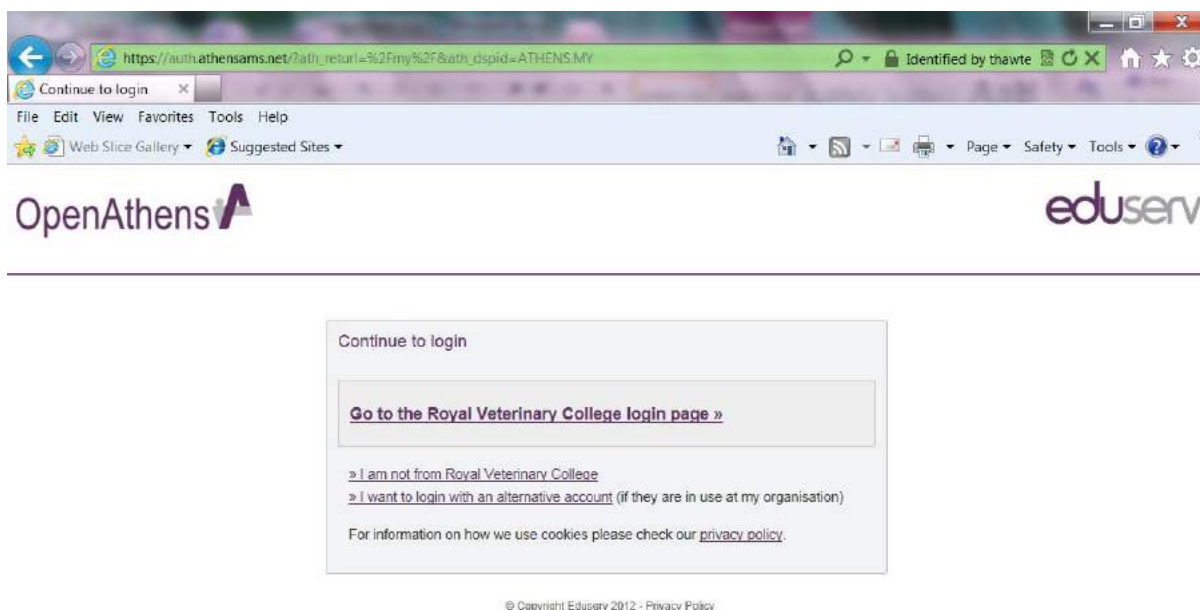 https://auth.athensams.net/?ath_returl=%2Fmy%2F&ath_dspid=ATHENS.MY
Identified by thawte
Continue to login
File Edit View Favorites Tools Help
Web Slice Gallery Suggested Sites
Page Safety Tools
OpenAthens
eduserv
Continue to login
Go to the Royal Veterinary College login page »
» I am not from Royal Veterinary College
» I want to login with an alternative account (if they are in use at my organisation)
For information on how we use cookies please check our privacy policy.
© Copyright Eduserv 2012 - Privacy Policy